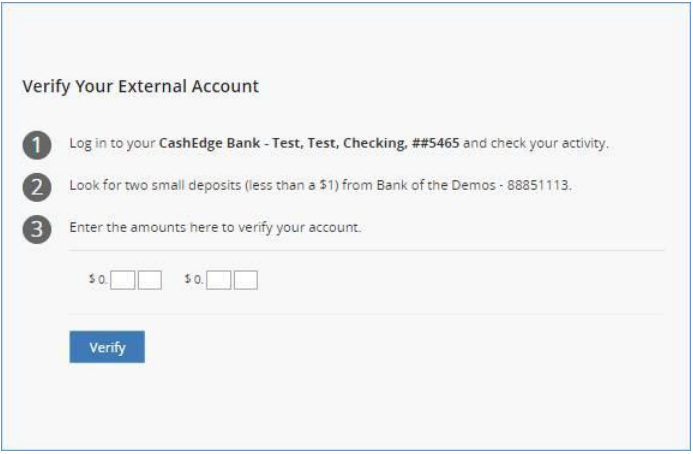 Verify Your External Account
1 Log in to your CashEdge Bank - Test, Test, Checking, ##5465 and check your activity.
2 Look for two small deposits (less than a $1) from Bank of the Demos - 88851113.
3 Enter the amounts here to verify your account.
$ 0. $ 0.
Verify